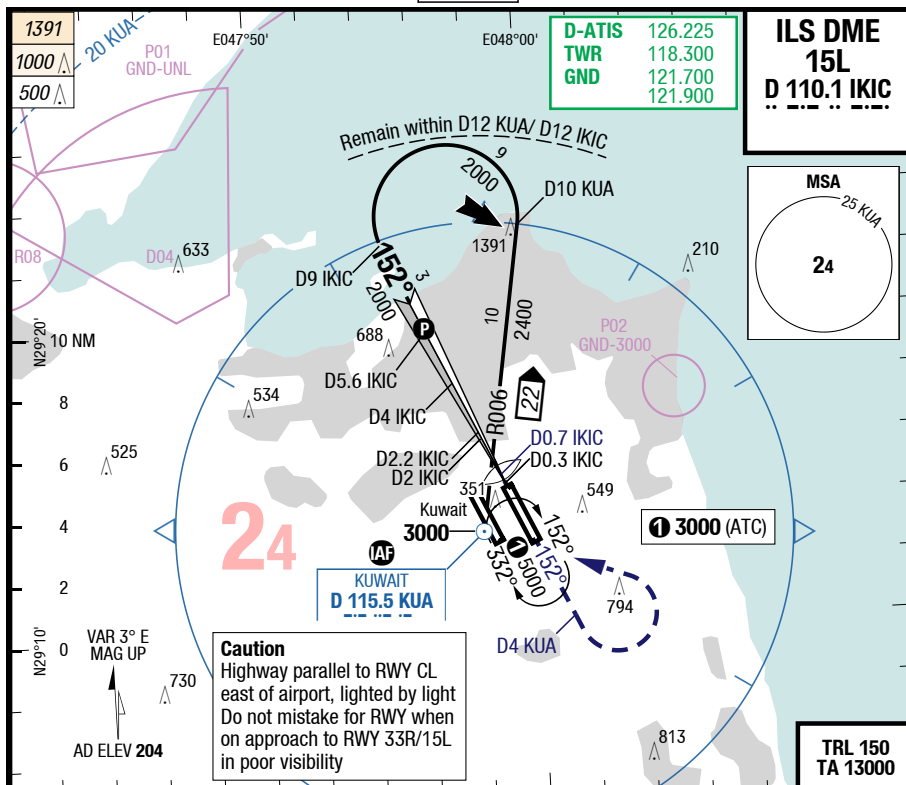 1391
1000
500
20 KUA
P01
GND-UNL
E047°50'
E048°00'
D-ATIS 126.225
TWR 118.300
GND 121.700
121.900
ILS DME
15L
D 110.1 IKIC
Remain within D12 KUA/ D12 IKIC
9
2000
D10 KUA
1391
MSA
25 KUA
24
R08
D04
633
D9 IKIC
152°
3
2000
210
N29°20'
10 NM
688
P
D5.6 IKIC
10
2400
P02
GND-3000
8
534
D4 IKIC
R006
22
525
6
D2.2 IKIC
D2 IKIC
D0.7 IKIC
D0.3 IKIC
24
351
Kuwait
3000
549
4
1 3000 (ATC)
IAF
KUWAIT
D 115.5 KUA
332°
1 5000
152°
152°
2
794
D4 KUA
N29°10'
0
VAR 3° E
MAG UP
730
AD ELEV 204
Caution
Highway parallel to RWY CL
east of airport, lighted by light
Do not mistake for RWY when
on approach to RWY 33R/15L
in poor visibility
813
TRL 150
TA 13000